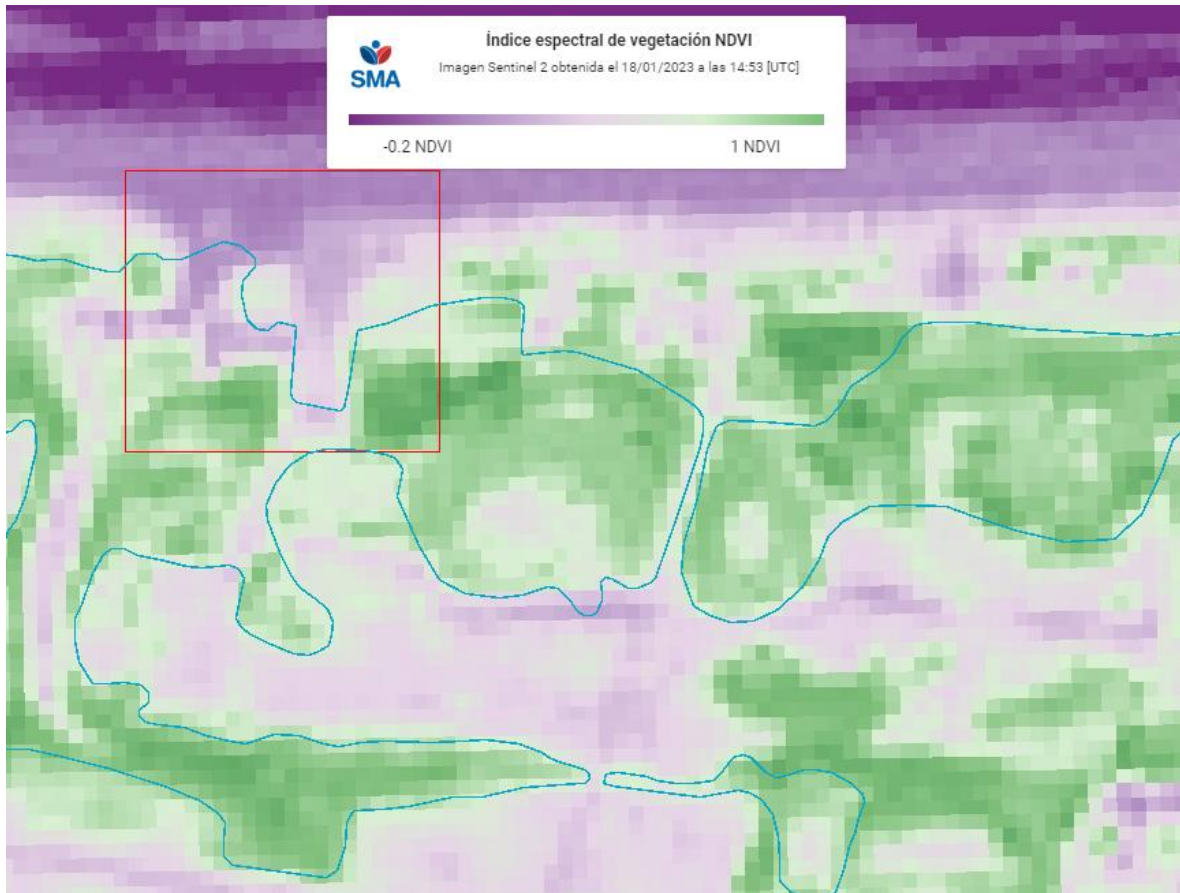 Índice espectral de vegetación NDVI
Imagen Sentinel 2 obtenida el 18/01/2023 a las 14:53 [UTC]
SMA
-0.2 NDVI 1 NDVI